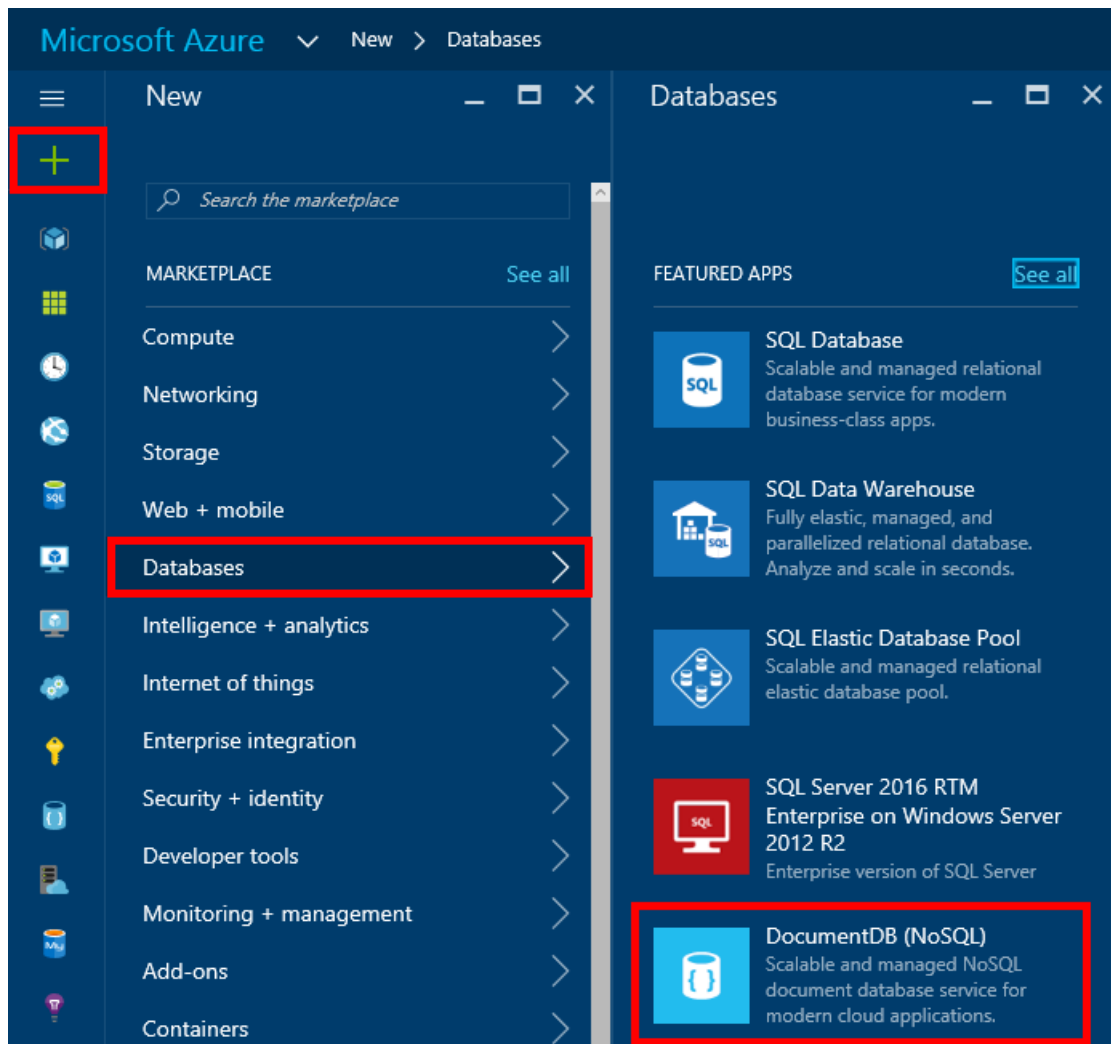 Microsoft Azure
New > Databases
New
Search the marketplace
MARKETPLACE
See all
Compute
Networking
Storage
Web + mobile
Databases
Intelligence + analytics
Internet of things
Enterprise integration
Security + identity
Developer tools
Monitoring + management
Add-ons
Containers
SQL
My
Databases
FEATURED APPS
See all
SQL
SQL Database
Scalable and managed relational
database service for modern
business-class apps.
SQL
SQL Data Warehouse
Fully elastic, managed, and
parallelized relational database.
Analyze and scale in seconds.
SQL Elastic Database Pool
Scalable and managed relational
elastic database pool.
SQL
SQL Server 2016 RTM
Enterprise on Windows Server
2012 R2
Enterprise version of SQL Server
{ }
DocumentDB (NoSQL)
Scalable and managed NoSQL
document database service for
modern cloud applications.